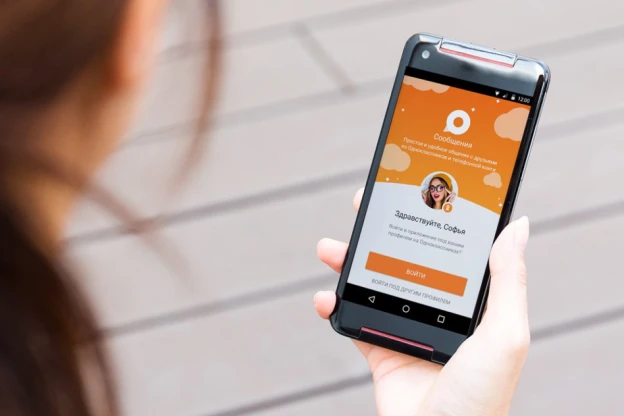 12:00
Сообщения
Простое и удобное общение с друзьями
из Одноклассников и телефонной книги
Здравствуйте, Софья
Войти в приложение под вашим
профилем из Одноклассников?
ВОЙТИ
ВОЙТИ ПОД ДРУГИМ ПРОФИЛЕМ